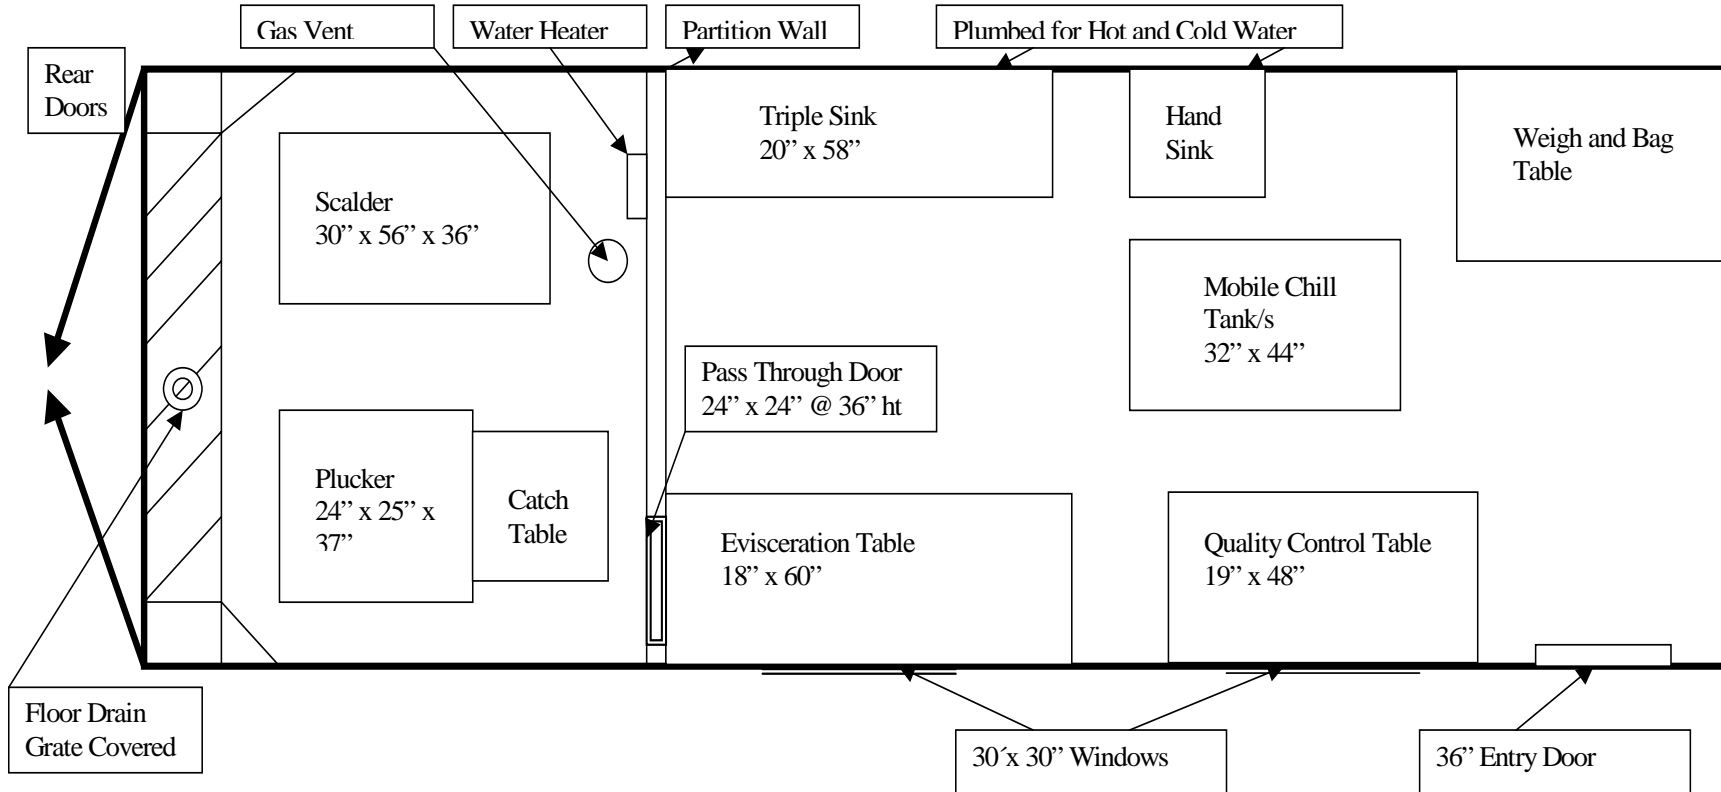 Gas Vent
Water Heater
Partition Wall
Plumbed for Hot and Cold Water
Rear
Doors
Triple Sink
20” x 58”
Hand
Sink
Weigh and Bag
Table
Scalder
30” x 56” x 36”
Mobile Chill
Tank/s
32” x 44”
Pass Through Door
24” x 24” @ 36” ht
Plucker
24” x 25” x
37”
Catch
Table
Evisceration Table
18” x 60”
Quality Control Table
19” x 48”
Floor Drain
Grate Covered
30´x 30” Windows
36” Entry Door